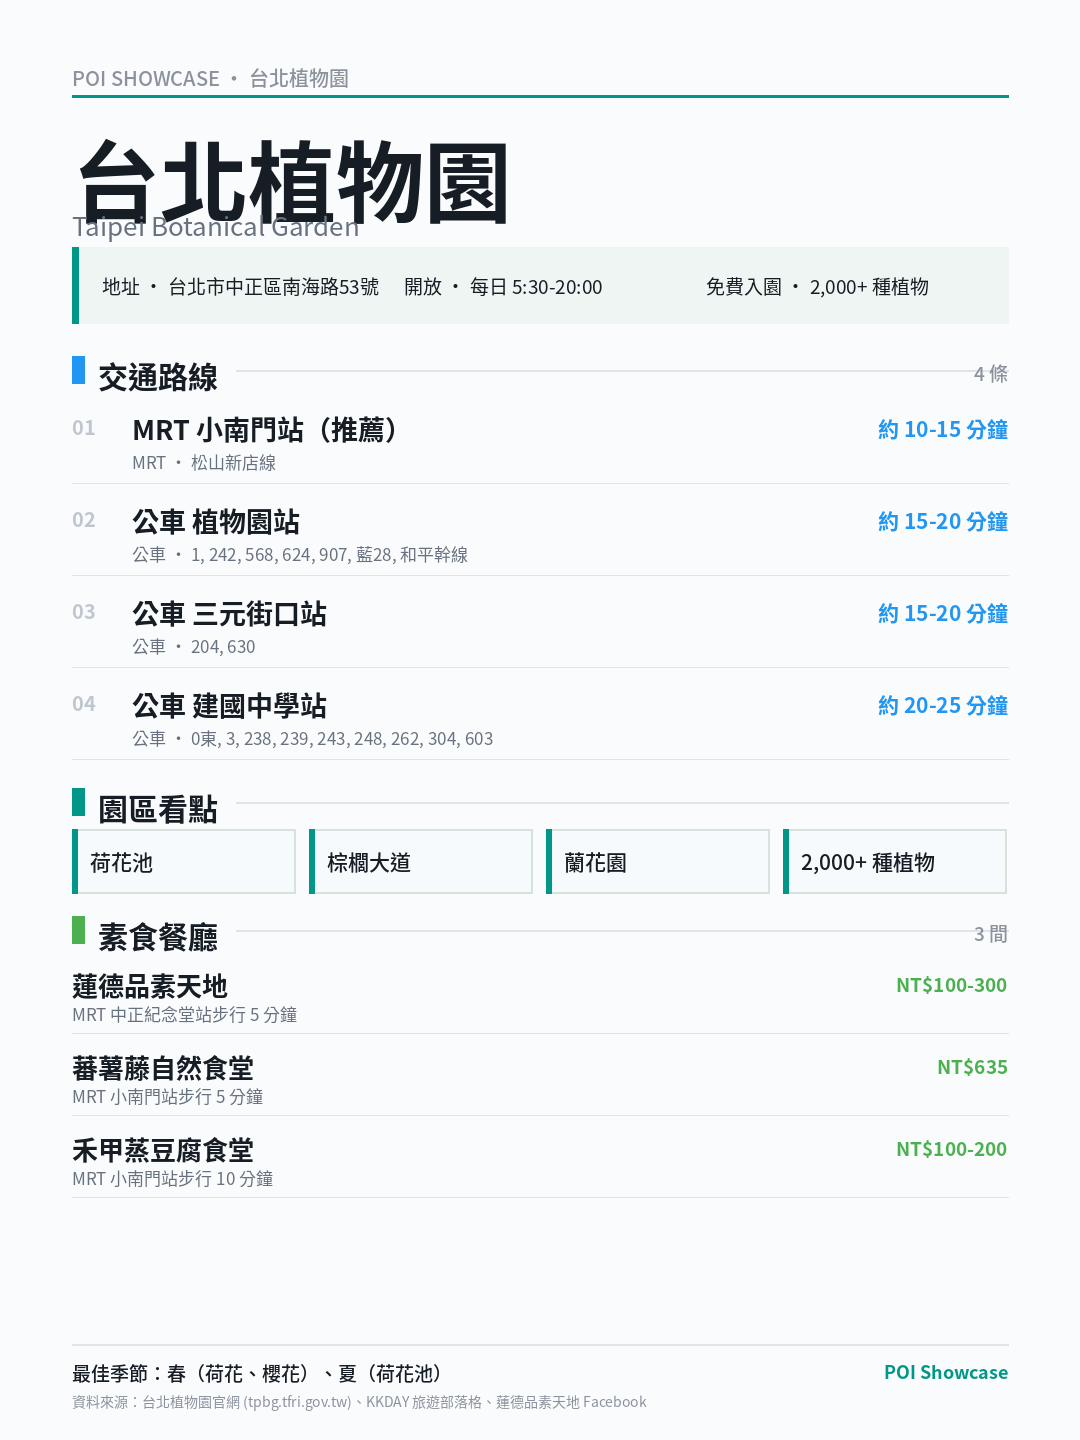 POI SHOWCASE ・ 台北植物園
台北植物園
Taipei Botanical Garden
地址 ・ 台北市中正區南海路53號 開放 ・ 每日 5:30-20:00 免費入園 ・ 2,000+ 種植物
交通路線 4 條
01 MRT 小南門站（推薦） 約 10-15 分鐘
MRT ・ 松山新店線
02 公車 植物園站 約 15-20 分鐘
公車 ・ 1, 242, 568, 624, 907, 藍28, 和平幹線
03 公車 三元街口站 約 15-20 分鐘
公車 ・ 204, 630
04 公車 建國中學站 約 20-25 分鐘
公車 ・ 0東, 3, 238, 239, 243, 248, 262, 304, 603
園區看點
荷花池 棕櫚大道 蘭花園 2,000+ 種植物
素食餐廳 3 間
蓮德品素天地 NT$100-300
MRT 中正紀念堂站步行 5 分鐘
蕃薯藤自然食堂 NT$635
MRT 小南門站步行 5 分鐘
禾甲蒸豆腐食堂 NT$100-200
MRT 小南門站步行 10 分鐘
最佳季節：春（荷花、櫻花）、夏（荷花池） POI Showcase
資料來源：台北植物園官網 (tpbg.tfri.gov.tw)、KKDAY 旅遊部落格、蓮德品素天地 Facebook